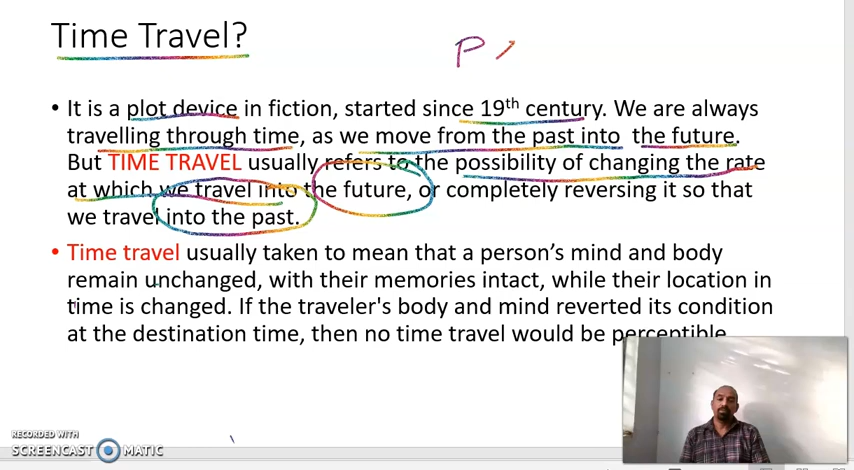 Time Travel?
P
• It is a plot device in fiction, started since 19th century. We are always
travelling through time, as we move from the past into the future.
But TIME TRAVEL usually refers to the possibility of changing the rate
at which we travel into the future, or completely reversing it so that
we travel into the past.
• Time travel usually taken to mean that a person's mind and body
remain unchanged, with their memories intact, while their location in
time is changed. If the traveler's body and mind reverted its condition
at the destination time, then no time travel would be perceptible
RECORDED WITH
SCREENCAST MATIC